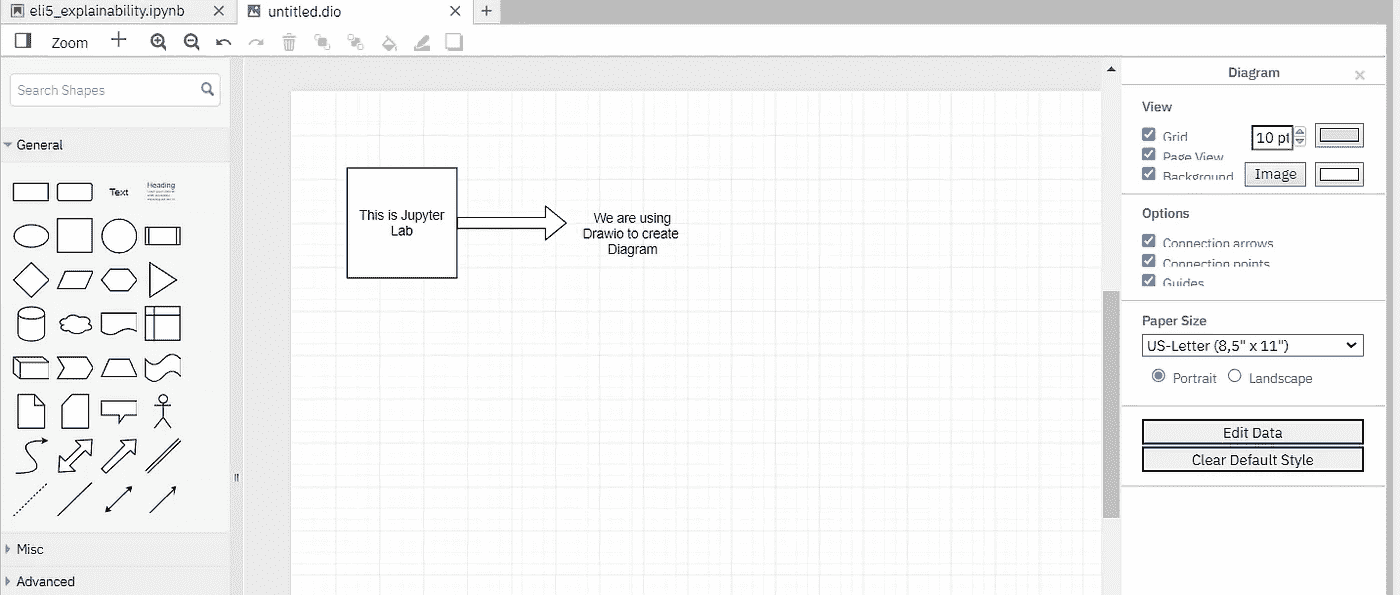 eli5_explainability.ipynb
untitled.dio
Zoom
Search Shapes
General
Text
Heading
This is Jupyter
Lab
We are using
Drawio to create
Diagram
Misc
Advanced
Diagram
View
Grid
10 pt
Page View
Background
Image
Options
Connection arrows
Connection points
Guides
Paper Size
US-Letter (8,5" x 11")
Portrait
Landscape
Edit Data
Clear Default Style